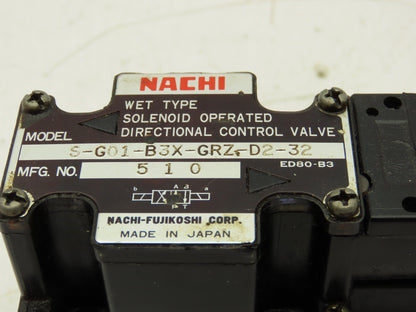 NACHI
WET TYPE
SOLENOID OPERATED
DIRECTIONAL CONTROL VALVE
MODEL
S-G01-B3X-GRZ-D2-32
ED80-B3
MFG. NO. 510
b A B a
P T
NACHI-FUJIKOSHI CORP.
MADE IN JAPAN